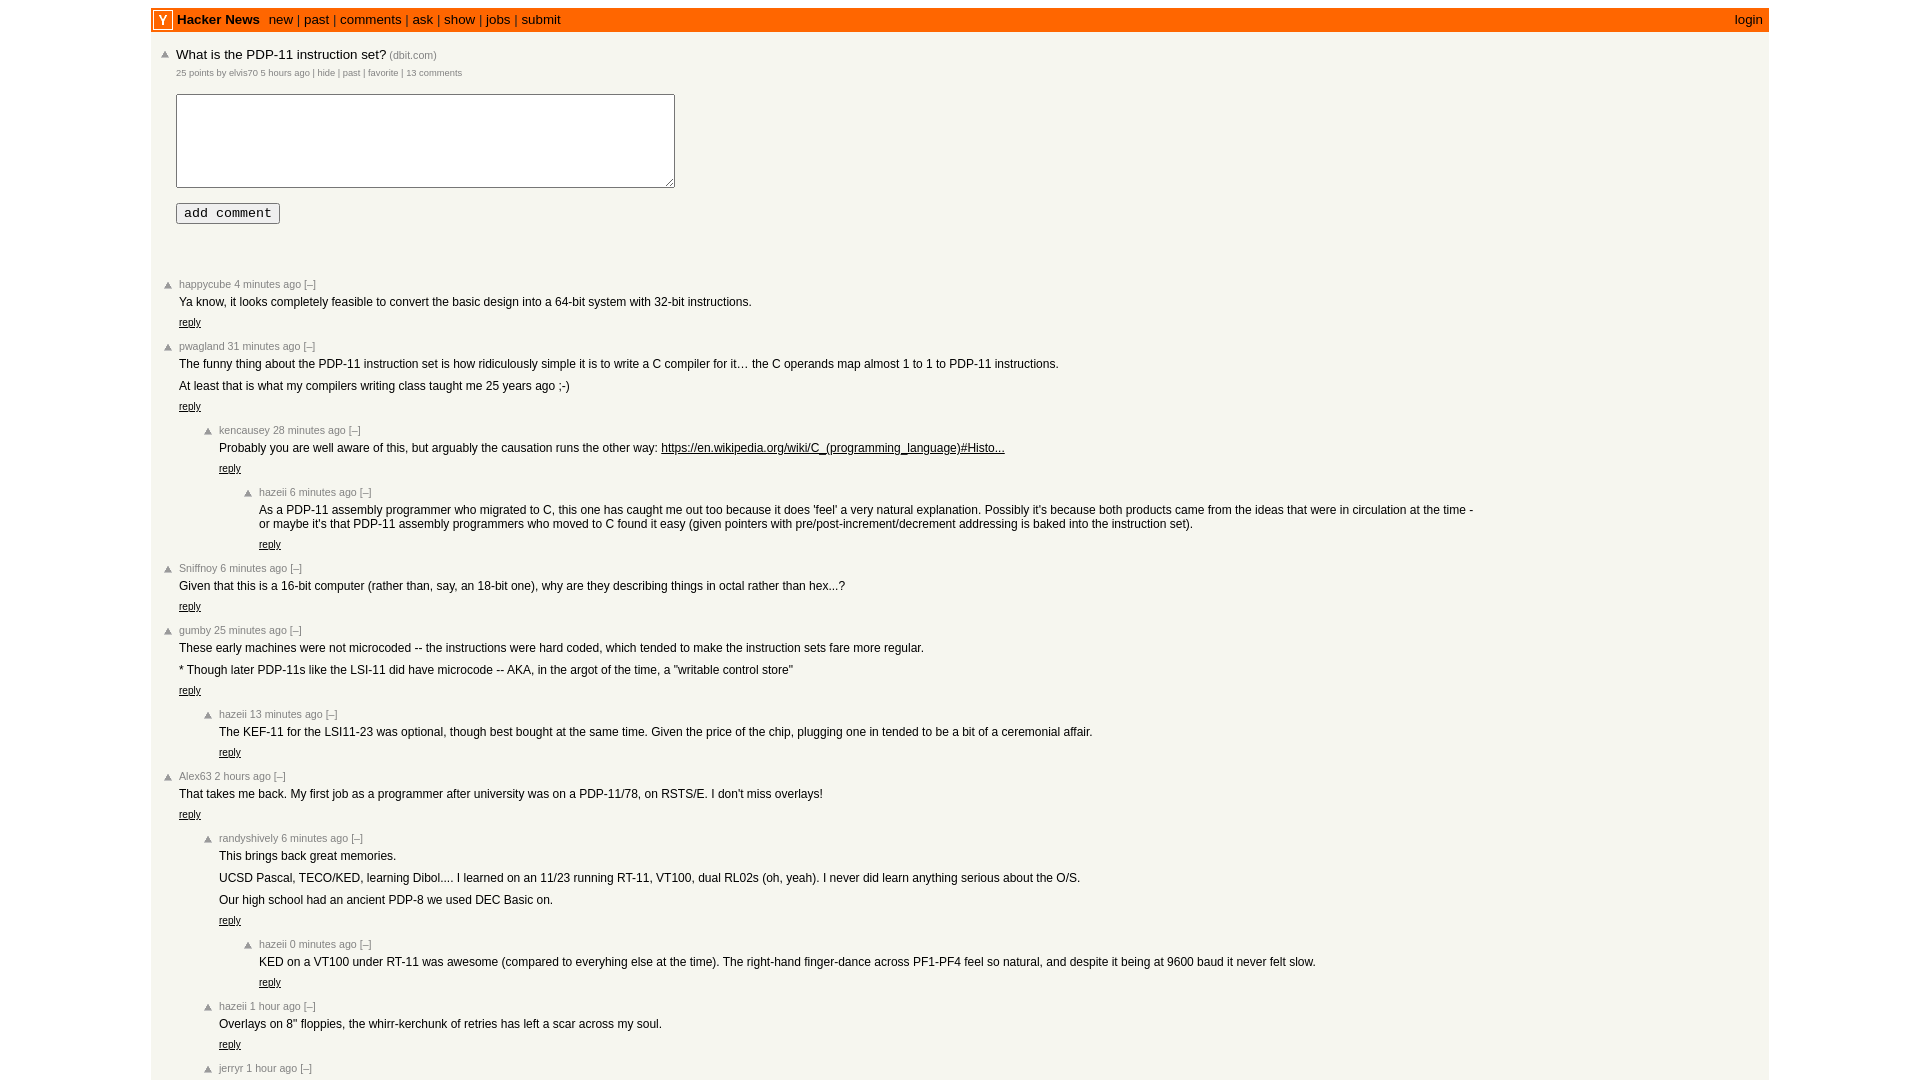 Y Hacker News new | past | comments | ask | show | jobs | submit login
What is the PDP-11 instruction set? (dbit.com)
25 points by elvis70 5 hours ago | hide | past | favorite | 13 comments
add comment
happycube 4 minutes ago [–]
Ya know, it looks completely feasible to convert the basic design into a 64-bit system with 32-bit instructions.
reply
pwagland 31 minutes ago [–]
The funny thing about the PDP-11 instruction set is how ridiculously simple it is to write a C compiler for it… the C operands map almost 1 to 1 to PDP-11 instructions.
At least that is what my compilers writing class taught me 25 years ago ;-)
reply
kencausey 28 minutes ago [–]
Probably you are well aware of this, but arguably the causation runs the other way: https://en.wikipedia.org/wiki/C_(programming_language)#Histo...
reply
hazeii 6 minutes ago [–]
As a PDP-11 assembly programmer who migrated to C, this one has caught me out too because it does 'feel' a very natural explanation. Possibly it's because both products came from the ideas that were in circulation at the time -
or maybe it's that PDP-11 assembly programmers who moved to C found it easy (given pointers with pre/post-increment/decrement addressing is baked into the instruction set).
reply
Sniffnoy 6 minutes ago [–]
Given that this is a 16-bit computer (rather than, say, an 18-bit one), why are they describing things in octal rather than hex...?
reply
gumby 25 minutes ago [–]
These early machines were not microcoded -- the instructions were hard coded, which tended to make the instruction sets fare more regular.
* Though later PDP-11s like the LSI-11 did have microcode -- AKA, in the argot of the time, a "writable control store"
reply
hazeii 13 minutes ago [–]
The KEF-11 for the LSI11-23 was optional, though best bought at the same time. Given the price of the chip, plugging one in tended to be a bit of a ceremonial affair.
reply
Alex63 2 hours ago [–]
That takes me back. My first job as a programmer after university was on a PDP-11/78, on RSTS/E. I don't miss overlays!
reply
randyshively 6 minutes ago [–]
This brings back great memories.
UCSD Pascal, TECO/KED, learning Dibol.... I learned on an 11/23 running RT-11, VT100, dual RL02s (oh, yeah). I never did learn anything serious about the O/S.
Our high school had an ancient PDP-8 we used DEC Basic on.
reply
hazeii 0 minutes ago [–]
KED on a VT100 under RT-11 was awesome (compared to everyhing else at the time). The right-hand finger-dance across PF1-PF4 feel so natural, and despite it being at 9600 baud it never felt slow.
reply
hazeii 1 hour ago [–]
Overlays on 8" floppies, the whirr-kerchunk of retries has left a scar across my soul.
reply
jerryr 1 hour ago [–]